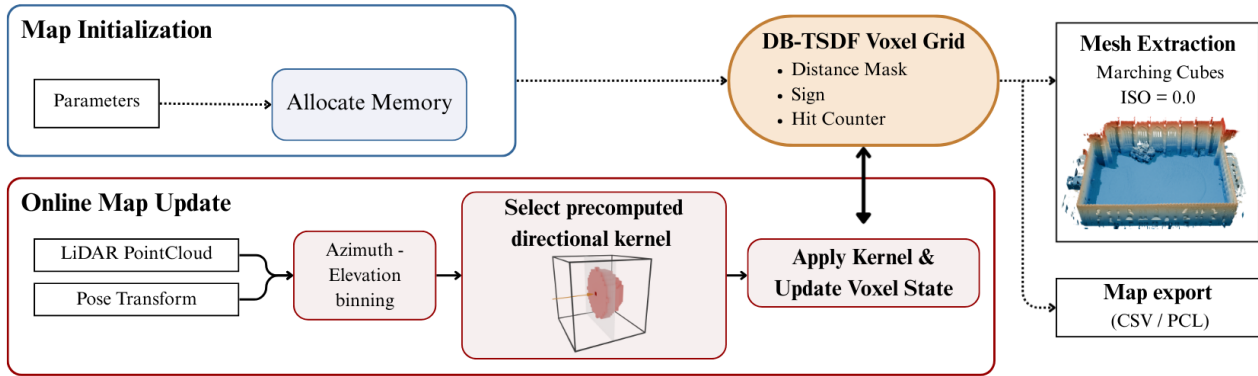 Map Initialization
Parameters
Allocate Memory
DB-TSDF Voxel Grid
• Distance Mask
• Sign
• Hit Counter
Mesh Extraction
Marching Cubes
ISO = 0.0
Online Map Update
LiDAR PointCloud
Pose Transform
Azimuth -
Elevation
binning
Select precomputed
directional kernel
Apply Kernel &
Update Voxel State
Map export
(CSV / PCL)